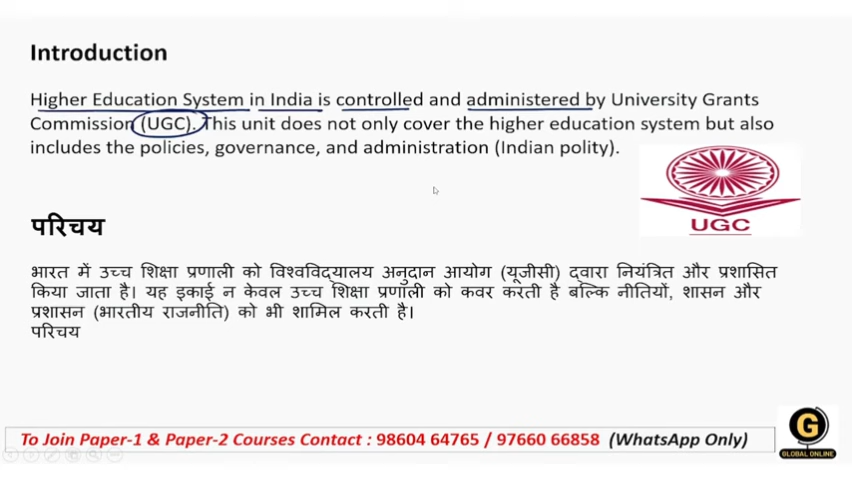 Introduction
Higher Education System in India is controlled and administered by University Grants
Commission (UGC). This unit does not only cover the higher education system but also
includes the policies, governance, and administration (Indian polity).
UGC
परिचय
भारत में उच्च शिक्षा प्रणाली को विश्वविद्यालय अनुदान आयोग (यूजीसी) द्वारा नियंत्रित और प्रशासित
किया जाता है। यह इकाई न केवल उच्च शिक्षा प्रणाली को कवर करती है बल्कि नीतियों, शासन और
प्रशासन (भारतीय राजनीति) को भी शामिल करती है।
परिचय
To Join Paper-1 & Paper-2 Courses Contact : 98604 64765 / 97660 66858 (WhatsApp Only)
G
GLOBAL ONLINE